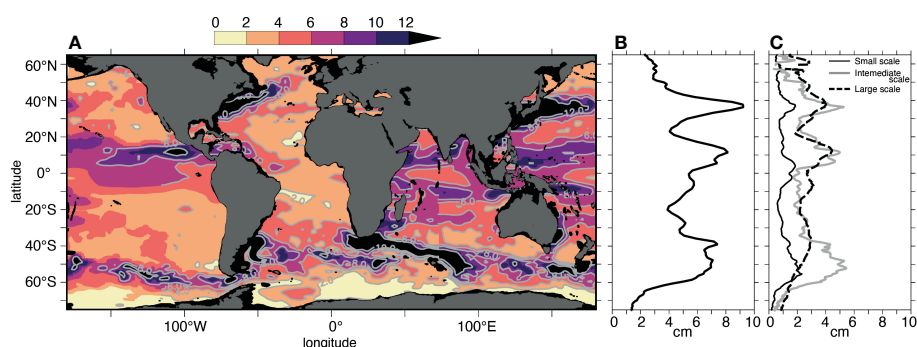 0 2 4 6 8 10 12
A
B
C
60°N
40°N
20°N
0°
20°S
40°S
60°S
latitude
100°W 0° 100°E
longitude
0 2 4 6 8 10
cm
Small scale
Intemediate
scale
Large scale
0 2 4 6 8 10
cm